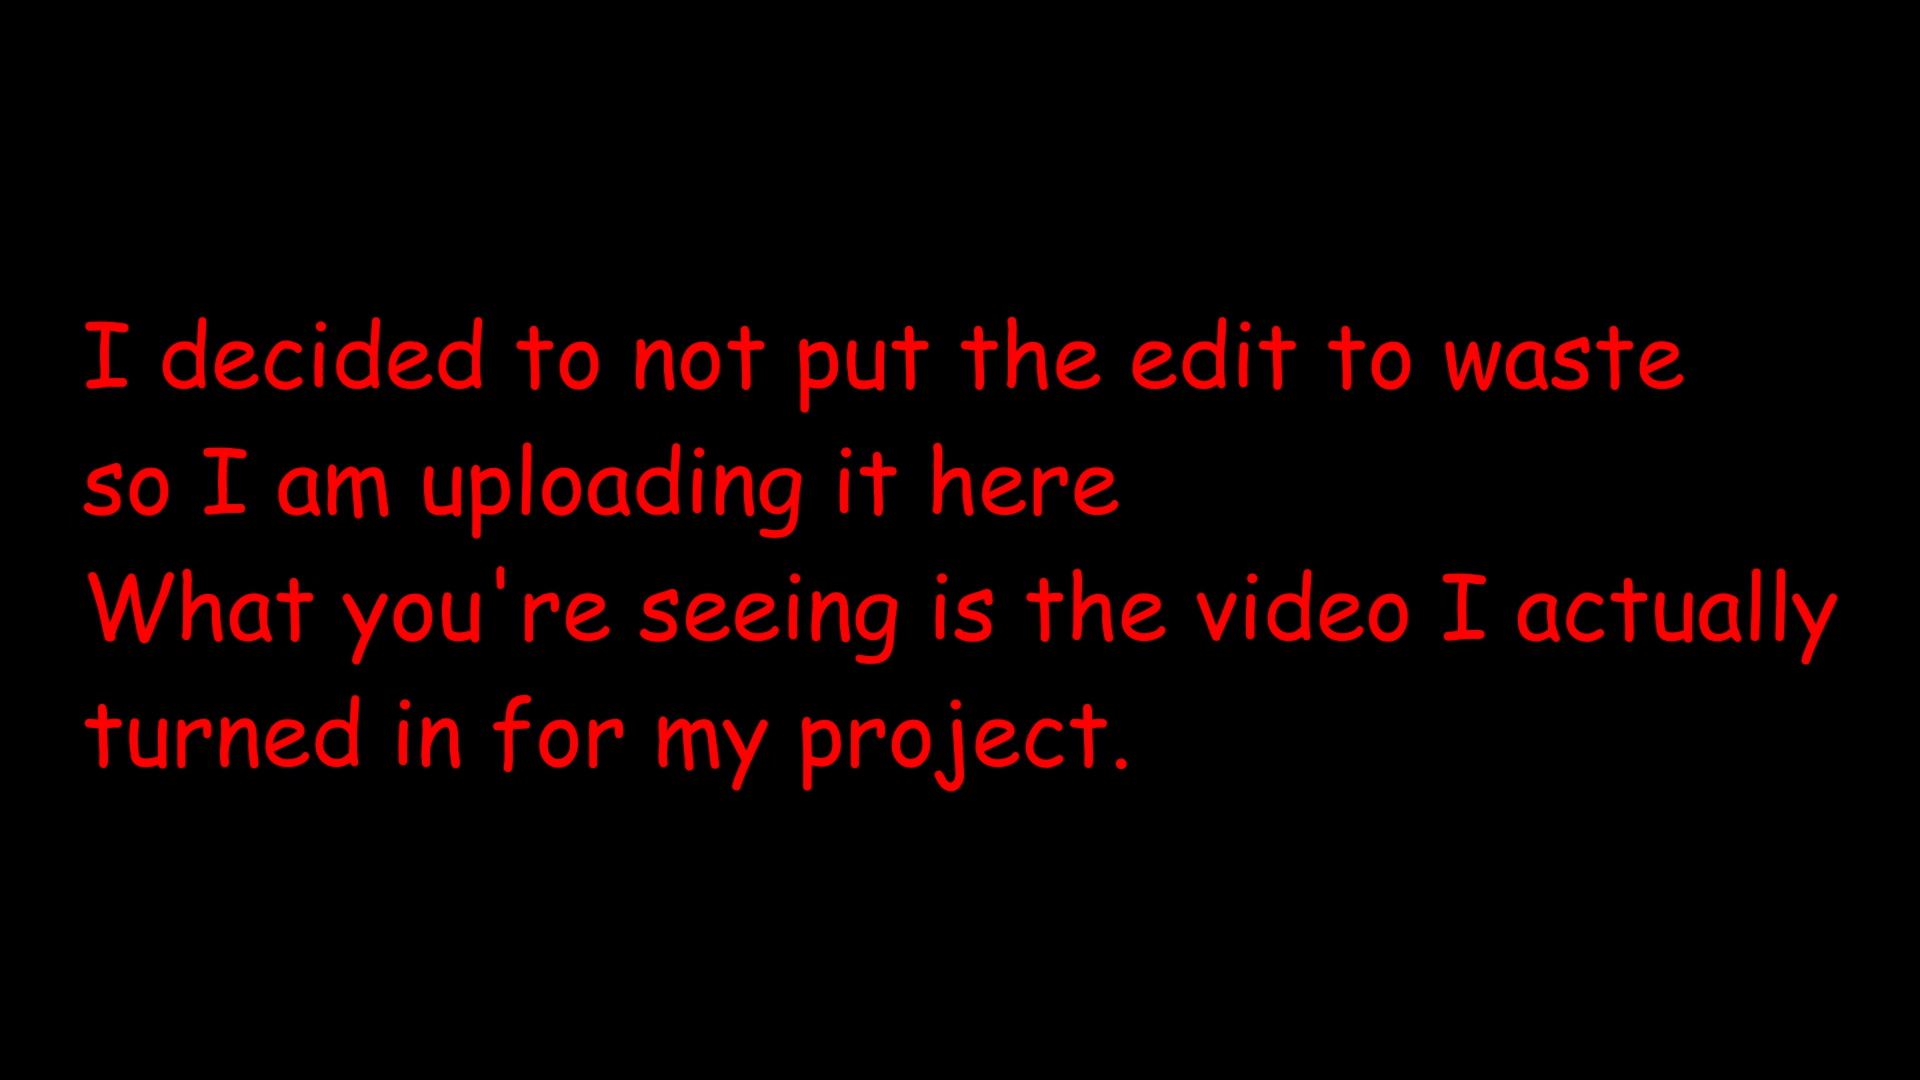 I decided to not put the edit to waste
so I am uploading it here
What you're seeing is the video I actually
turned in for my project.